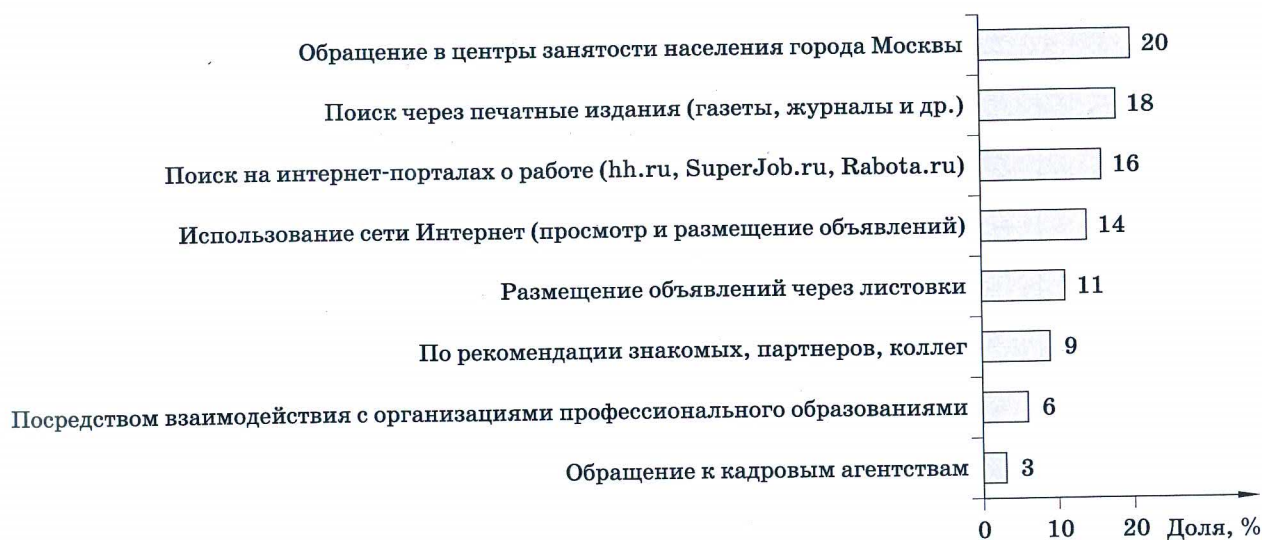 Обращение в центры занятости населения города Москвы 20
Поиск через печатные издания (газеты, журналы и др.) 18
Поиск на интернет-порталах о работе (hh.ru, SuperJob.ru, Rabota.ru) 16
Использование сети Интернет (просмотр и размещение объявлений) 14
Размещение объявлений через листовки 11
По рекомендации знакомых, партнеров, коллег 9
Посредством взаимодействия с организациями профессионального образованиями 6
Обращение к кадровым агентствам 3
0 10 20 Доля, %